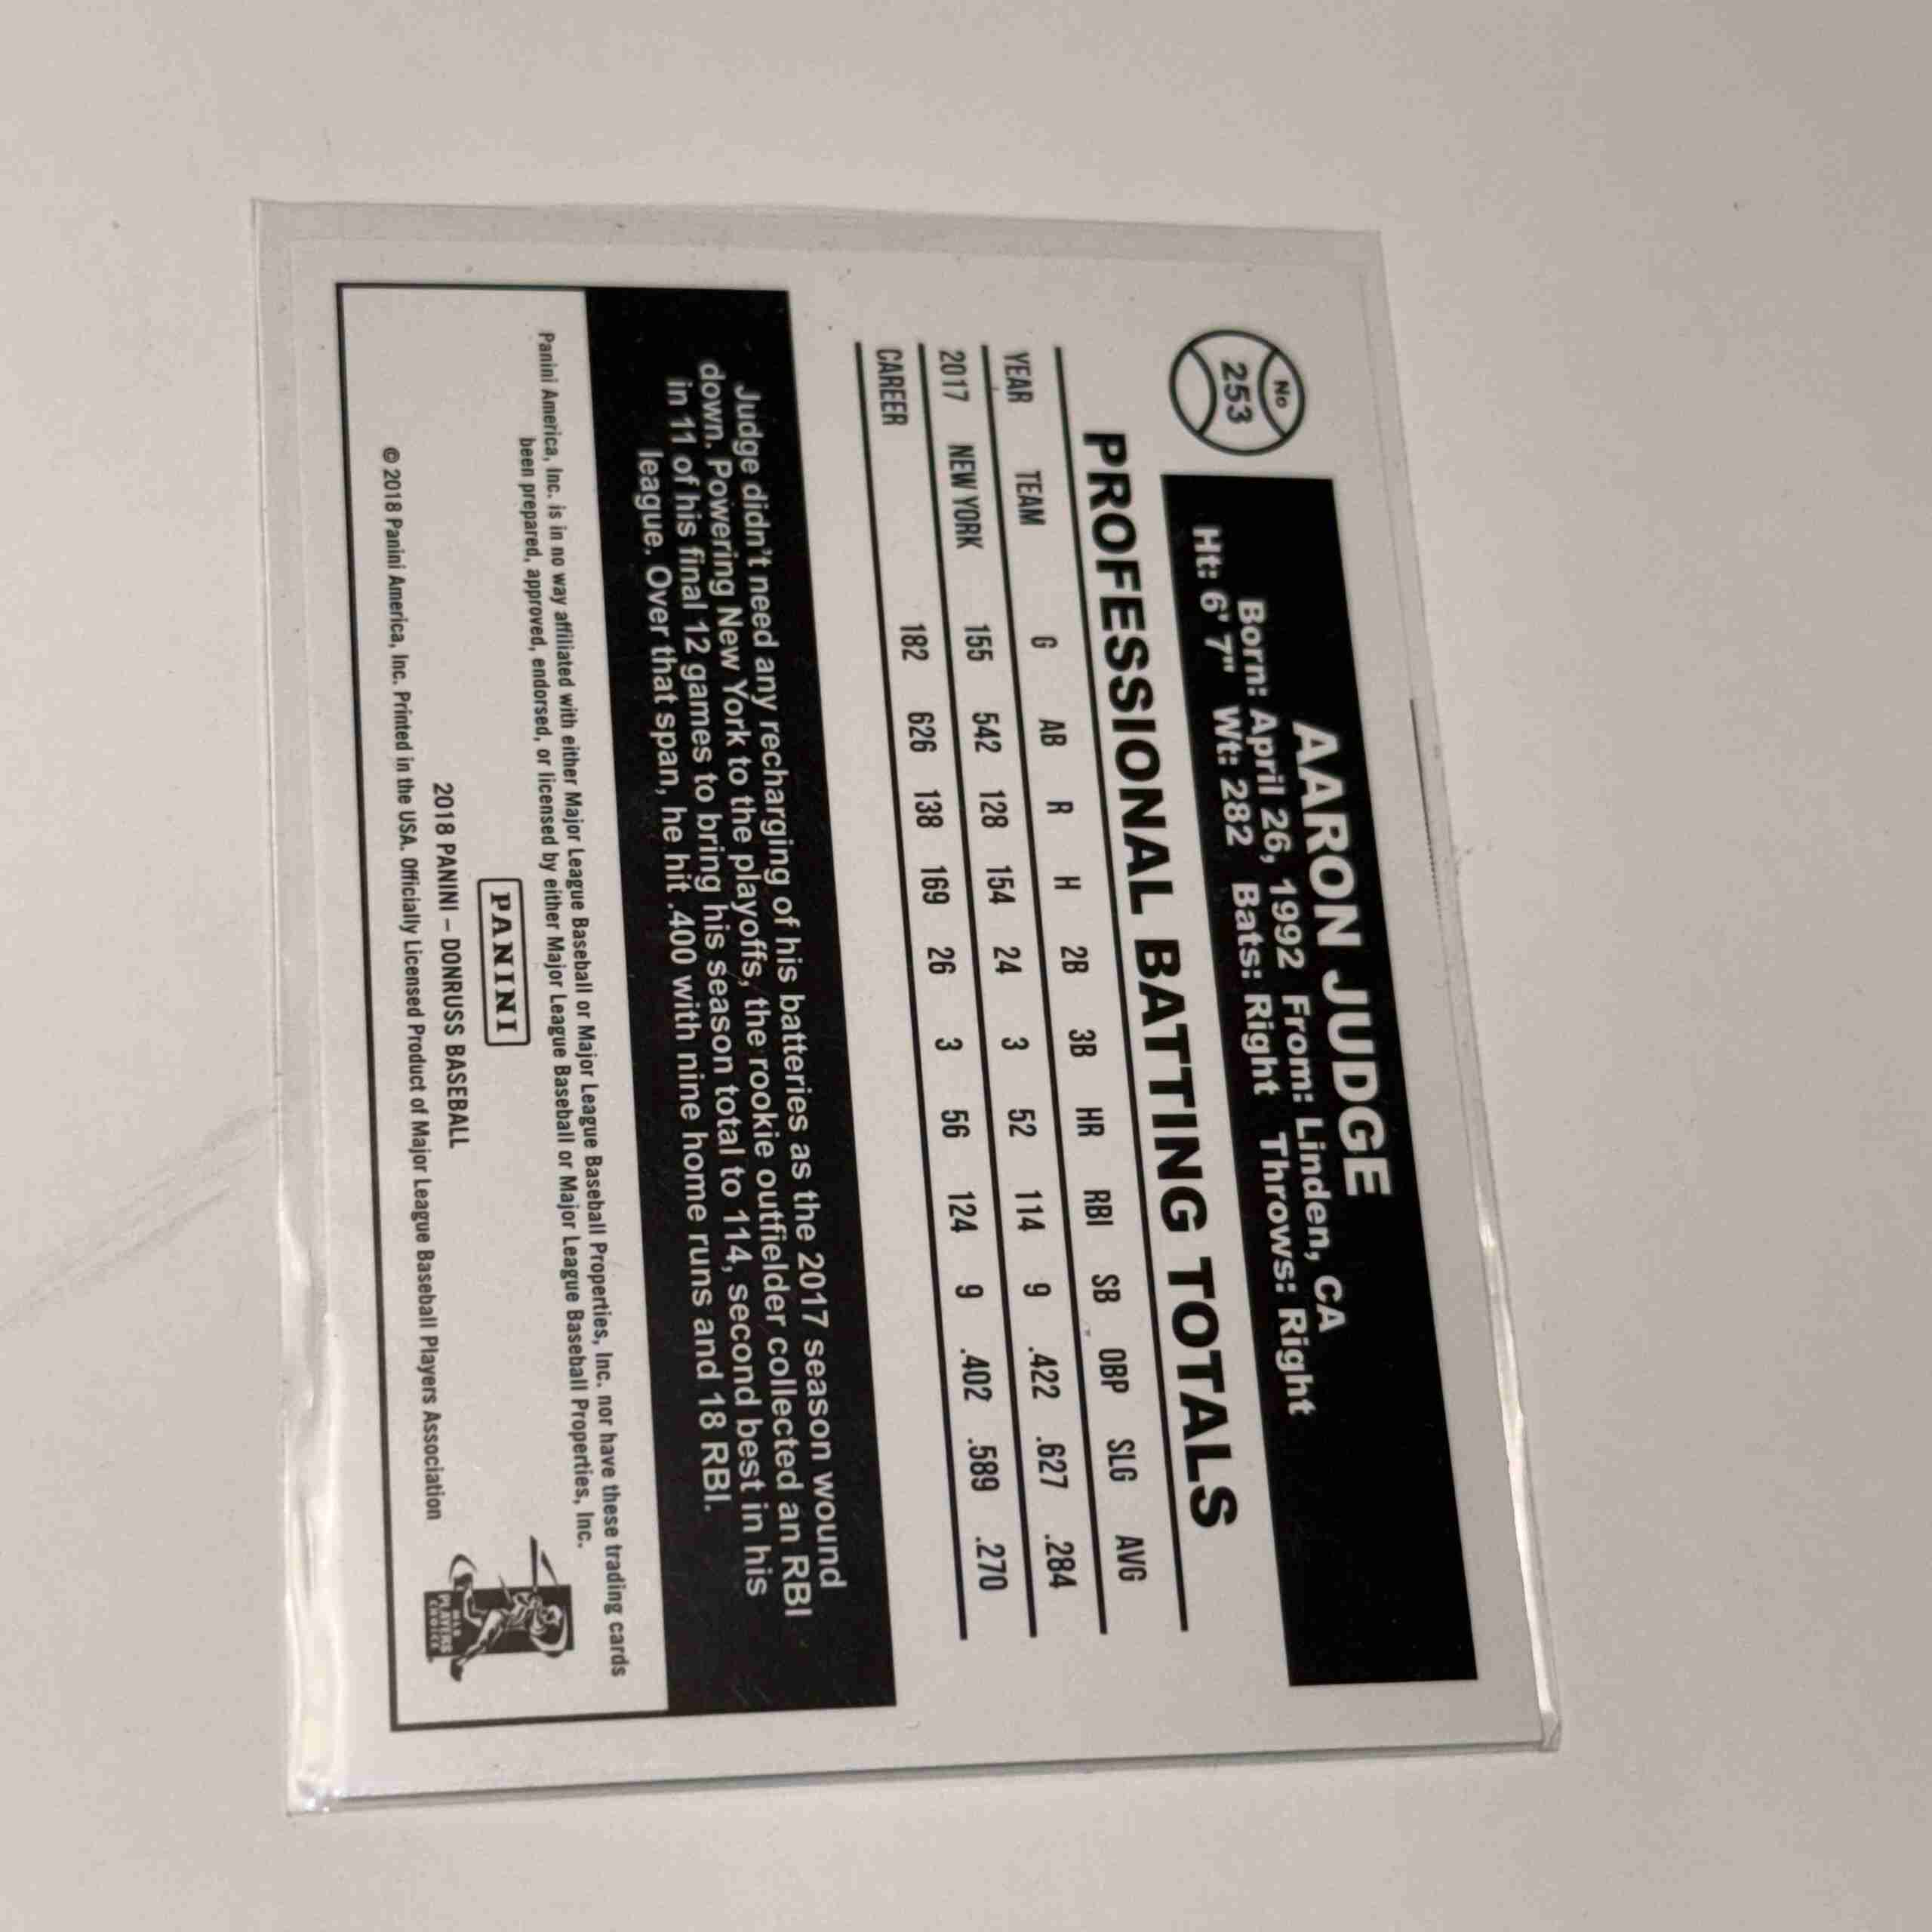 No
253
AARON JUDGE
Born: April 26, 1992 From: Linden, CA
Ht: 6' 7" Wt: 282 Bats: Right Throws: Right
PROFESSIONAL BATTING TOTALS
YEAR TEAM G AB R H 2B 3B HR RBI SB OBP SLG AVG
2017 NEW YORK 155 542 128 154 24 3 52 114 9 .422 .627 .284
CAREER 182 626 138 169 26 3 56 124 9 .402 .589 .270
Judge didn't need any recharging of his batteries as the 2017 season wound
down. Powering New York to the playoffs, the rookie outfielder collected an RBI
in 11 of his final 12 games to bring his season total to 114, second best in his
league. Over that span, he hit .400 with nine home runs and 18 RBI.
Panini America, Inc. is in no way affiliated with either Major League Baseball or Major League Baseball Properties, Inc. nor have these trading cards
been prepared, approved, endorsed, or licensed by either Major League Baseball or Major League Baseball Properties, Inc.
PANINI
2018 PANINI – DONRUSS BASEBALL
© 2018 Panini America, Inc. Printed in the USA. Officially Licensed Product of Major League Baseball Players Association
MLB
PLAYERS
CHOICE